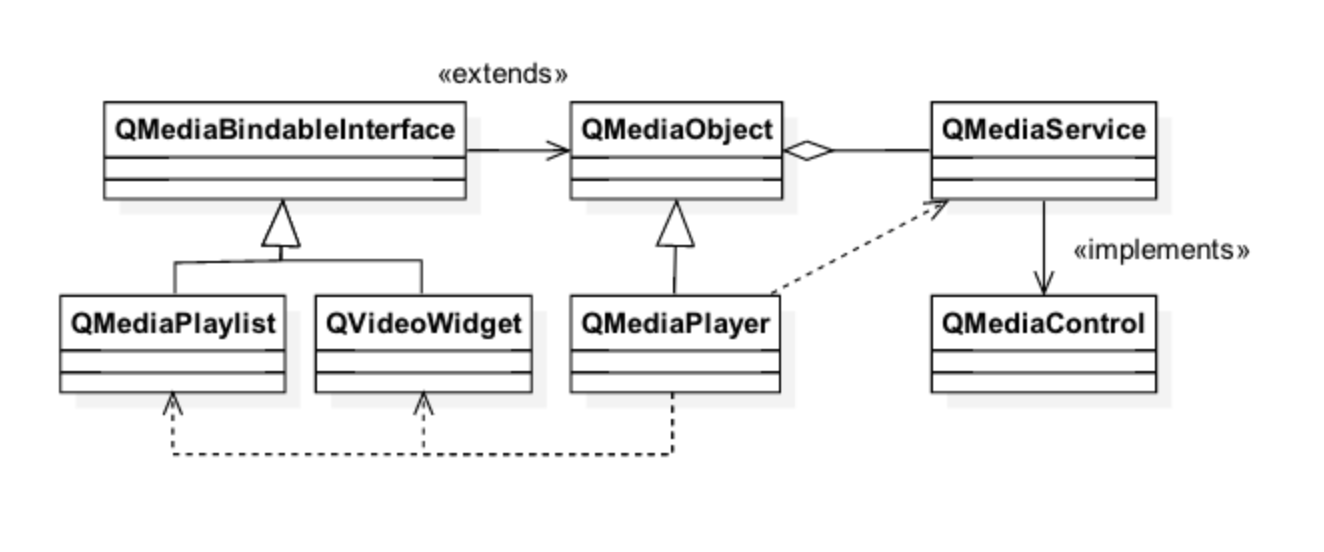 «extends»
QMediaBindableInterface
QMediaObject
QMediaService
«implements»
QMediaPlaylist
QVideoWidget
QMediaPlayer
QMediaControl